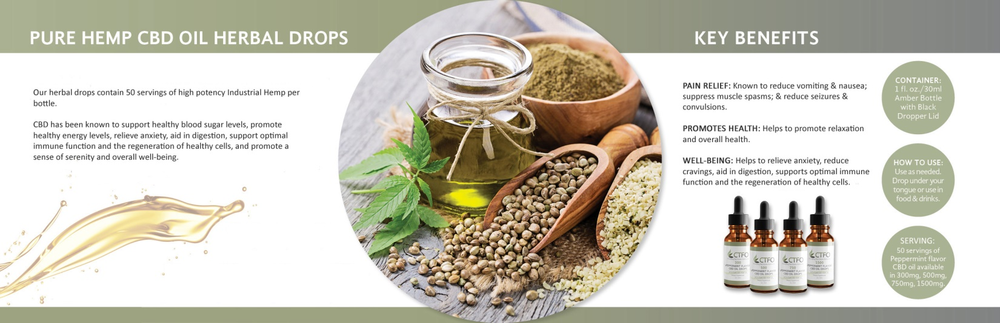 PURE HEMP CBD OIL HERBAL DROPS
Our herbal drops contain 50 servings of high potency Industrial Hemp per
bottle.
CBD has been known to support healthy blood sugar levels, promote
healthy energy levels, relieve anxiety, aid in digestion, support optimal
immune function and the regeneration of healthy cells, and promote a
sense of serenity and overall well-being.
KEY BENEFITS
PAIN RELIEF: Known to reduce vomiting & nausea;
suppress muscle spasms; & reduce seizures &
convulsions.
PROMOTES HEALTH: Helps to promote relaxation
and overall health.
WELL-BEING: Helps to relieve anxiety, reduce
cravings, aid in digestion, supports optimal immune
function and the regeneration of healthy cells.
CTFO
300
PEPPERMINT FLAVOR
CBD OIL DROPS
CTFO
500
PEPPERMINT FLAVOR
CBD OIL DROPS
CTFO
750
PEPPERMINT FLAVOR
CBD OIL DROPS
CTFO
1500
PEPPERMINT FLAVOR
CBD OIL DROPS
CONTAINER:
1 fl. oz./30ml
Amber Bottle
with Black
Dropper Lid
HOW TO USE:
Use as needed.
Drop under your
tongue or use in
food & drinks.
SERVING:
50 servings of
Peppermint flavor
CBD oil available
in 300mg, 500mg,
750mg, 1500mg.